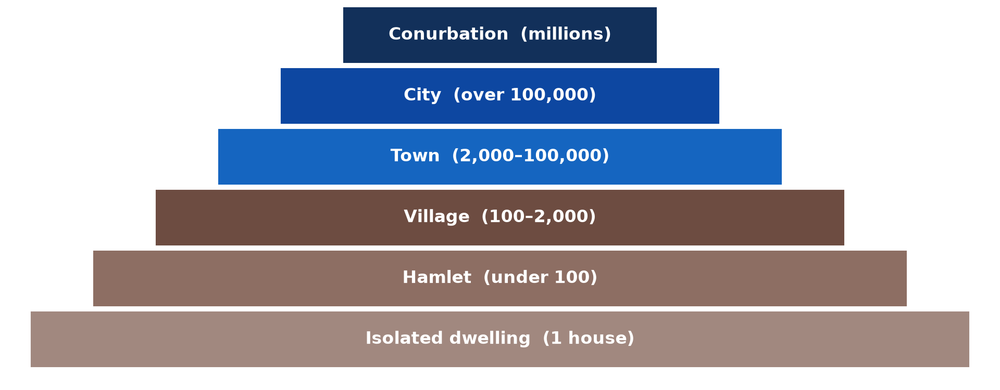 Conurbation (millions)
City (over 100,000)
Town (2,000–100,000)
Village (100–2,000)
Hamlet (under 100)
Isolated dwelling (1 house)